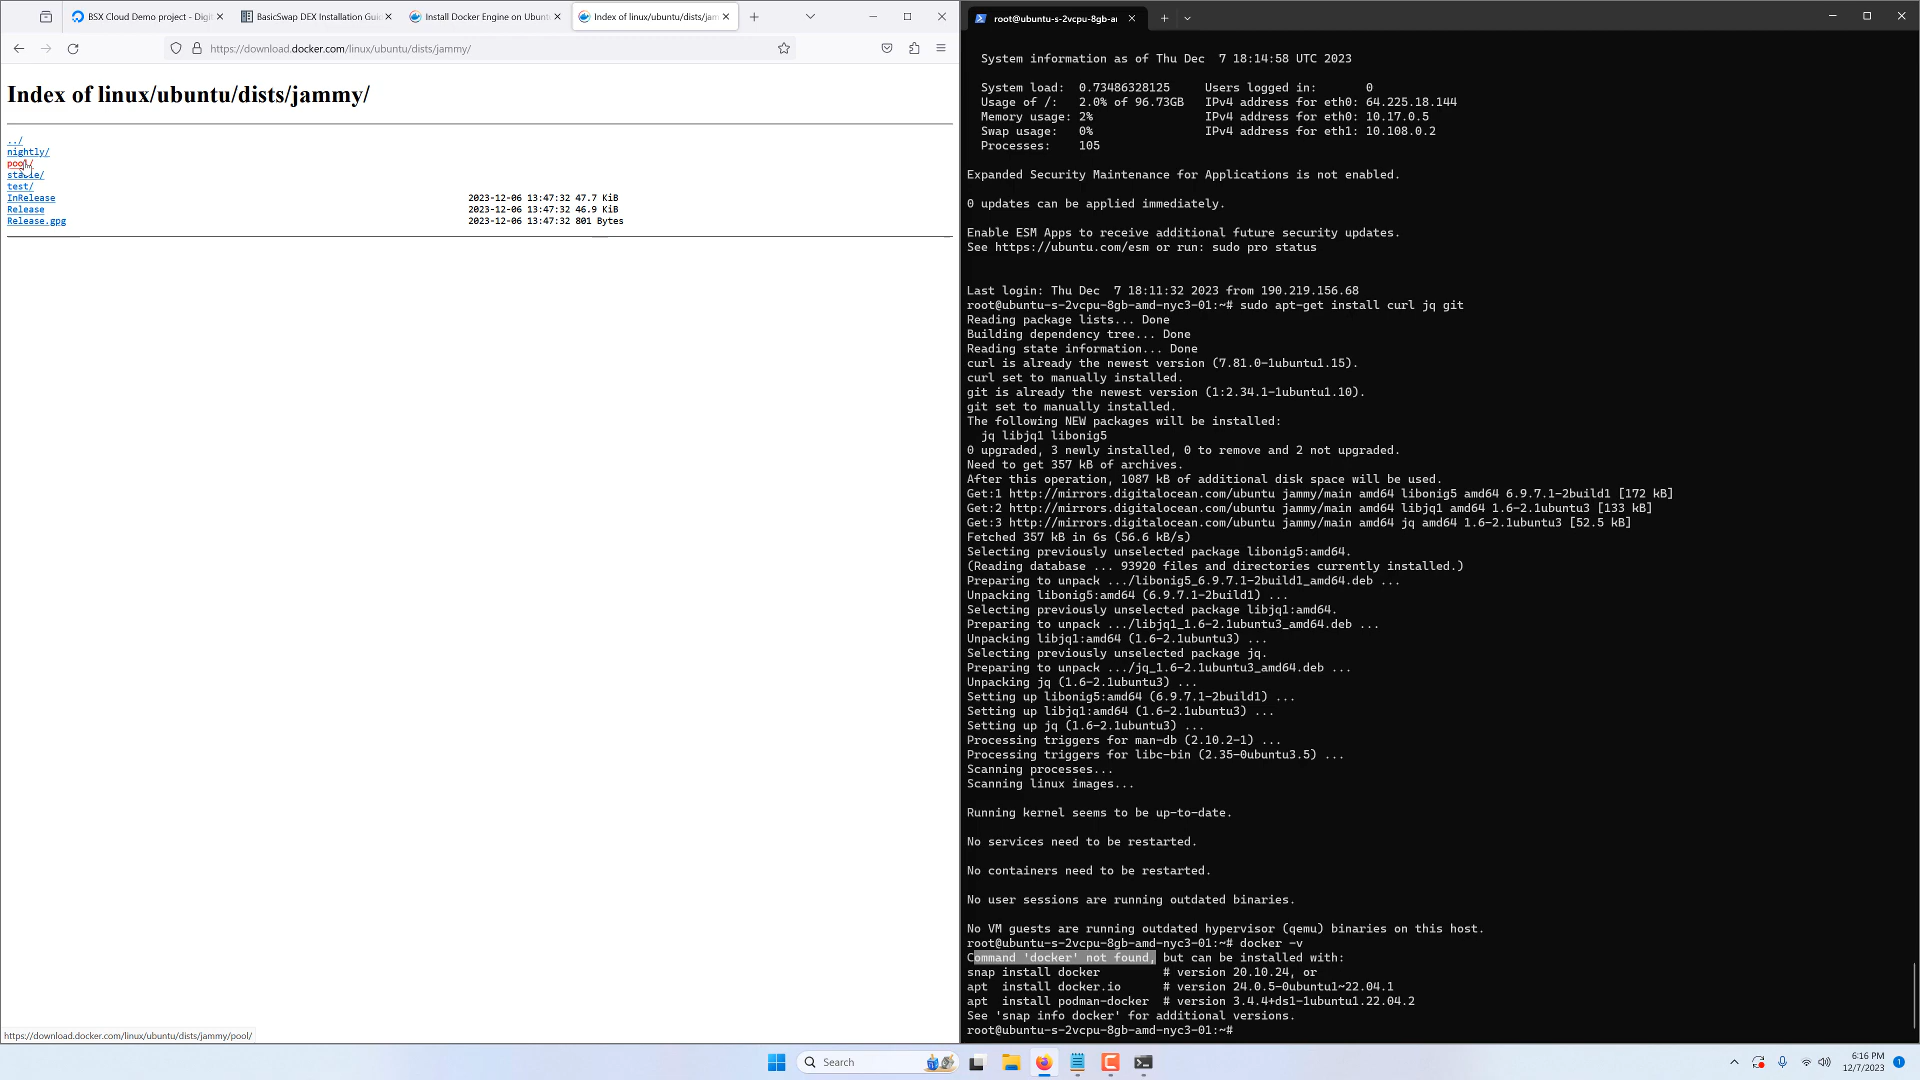 BSX Cloud Demo project - Digit
BasicSwap DEX Installation Guid
Install Docker Engine on Ubunt
Index of linux/ubuntu/dists/jamm
https://download.docker.com/linux/ubuntu/dists/jammy/
Index of linux/ubuntu/dists/jammy/
../
nightly/
pool/
stable/
test/
InRelease 2023-12-06 13:47:32 47.7 KiB
Release 2023-12-06 13:47:32 46.9 KiB
Release.gpg 2023-12-06 13:47:32 801 Bytes
https://download.docker.com/linux/ubuntu/dists/jammy/pool/
root@ubuntu-s-2vcpu-8gb-ar
System information as of Thu Dec  7 18:14:58 UTC 2023
System load:  0.73486328125     Users logged in:       0
Usage of /:   2.0% of 96.73GB   IPv4 address for eth0: 64.225.18.144
Memory usage: 2%                IPv4 address for eth0: 10.17.0.5
Swap usage:   0%                IPv4 address for eth1: 10.108.0.2
Processes:    105
Expanded Security Maintenance for Applications is not enabled.
0 updates can be applied immediately.
Enable ESM Apps to receive additional future security updates.
See https://ubuntu.com/esm or run: sudo pro status
Last login: Thu Dec  7 18:11:32 2023 from 190.219.156.68
root@ubuntu-s-2vcpu-8gb-amd-nyc3-01:~# sudo apt-get install curl jq git
Reading package lists... Done
Building dependency tree... Done
Reading state information... Done
curl is already the newest version (7.81.0-1ubuntu1.15).
curl set to manually installed.
git is already the newest version (1:2.34.1-1ubuntu1.10).
git set to manually installed.
The following NEW packages will be installed:
jq libjq1 libonig5
0 upgraded, 3 newly installed, 0 to remove and 2 not upgraded.
Need to get 357 kB of archives.
After this operation, 1087 kB of additional disk space will be used.
Get:1 http://mirrors.digitalocean.com/ubuntu jammy/main amd64 libonig5 amd64 6.9.7.1-2build1 [172 kB]
Get:2 http://mirrors.digitalocean.com/ubuntu jammy/main amd64 libjq1 amd64 1.6-2.1ubuntu3 [133 kB]
Get:3 http://mirrors.digitalocean.com/ubuntu jammy/main amd64 jq amd64 1.6-2.1ubuntu3 [52.5 kB]
Fetched 357 kB in 6s (56.6 kB/s)
Selecting previously unselected package libonig5:amd64.
(Reading database ... 93920 files and directories currently installed.)
Preparing to unpack .../libonig5_6.9.7.1-2build1_amd64.deb ...
Unpacking libonig5:amd64 (6.9.7.1-2build1) ...
Selecting previously unselected package libjq1:amd64.
Preparing to unpack .../libjq1_1.6-2.1ubuntu3_amd64.deb ...
Unpacking libjq1:amd64 (1.6-2.1ubuntu3) ...
Selecting previously unselected package jq.
Preparing to unpack .../jq_1.6-2.1ubuntu3_amd64.deb ...
Unpacking jq (1.6-2.1ubuntu3) ...
Setting up libonig5:amd64 (6.9.7.1-2build1) ...
Setting up libjq1:amd64 (1.6-2.1ubuntu3) ...
Setting up jq (1.6-2.1ubuntu3) ...
Processing triggers for man-db (2.10.2-1) ...
Processing triggers for libc-bin (2.35-0ubuntu3.5) ...
Scanning processes...
Scanning linux images...
Running kernel seems to be up-to-date.
No services need to be restarted.
No containers need to be restarted.
No user sessions are running outdated binaries.
No VM guests are running outdated hypervisor (qemu) binaries on this host.
root@ubuntu-s-2vcpu-8gb-amd-nyc3-01:~# docker -v
Command 'docker' not found, but can be installed with:
snap install docker         # version 20.10.24, or
apt  install docker.io      # version 24.0.5-0ubuntu1~22.04.1
apt  install podman-docker  # version 3.4.4+ds1-1ubuntu1.22.04.2
See 'snap info docker' for additional versions.
root@ubuntu-s-2vcpu-8gb-amd-nyc3-01:~#
Search
6:16 PM
12/7/2023
1